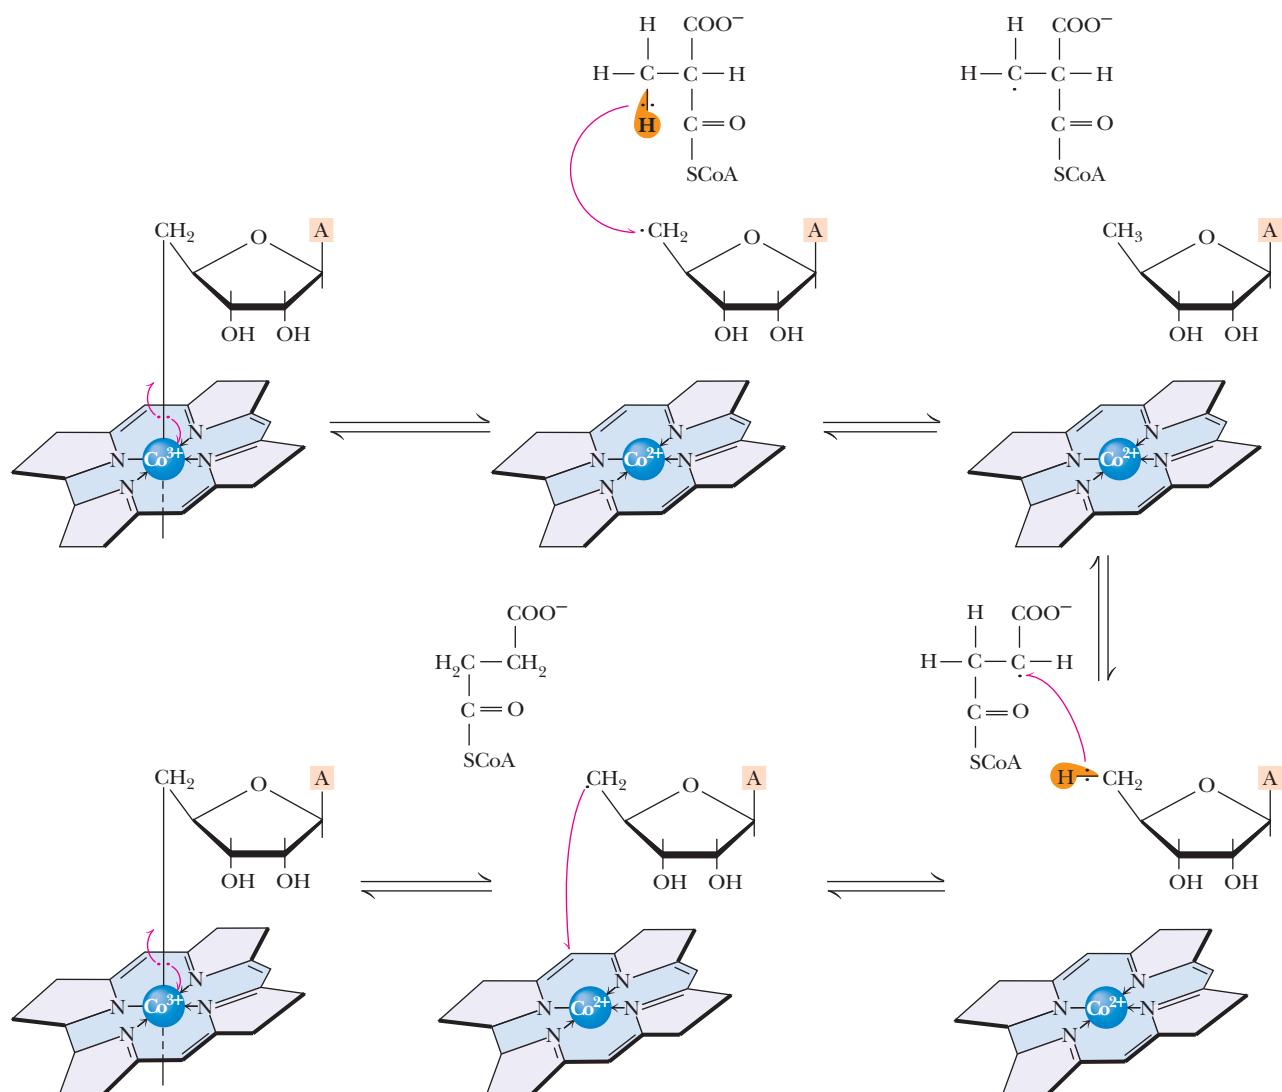 H COO⁻
H—C—C—H
H C=O
SCoA
H COO⁻
H—C—C—H
C=O
SCoA
CH₂ O A
OH OH
·CH₂ O A
OH OH
CH₃ O A
OH OH
N N Co³⁺ N N
N N Co²⁺ N N
N N Co²⁺ N N
COO⁻
H₂C—CH₂
C=O
SCoA
H COO⁻
H—C—C—H
C=O
SCoA
CH₂ O A
OH OH
·CH₂ O A
OH OH
H—CH₂ O A
OH OH
N N Co³⁺ N N
N N Co²⁺ N N
N N Co²⁺ N N